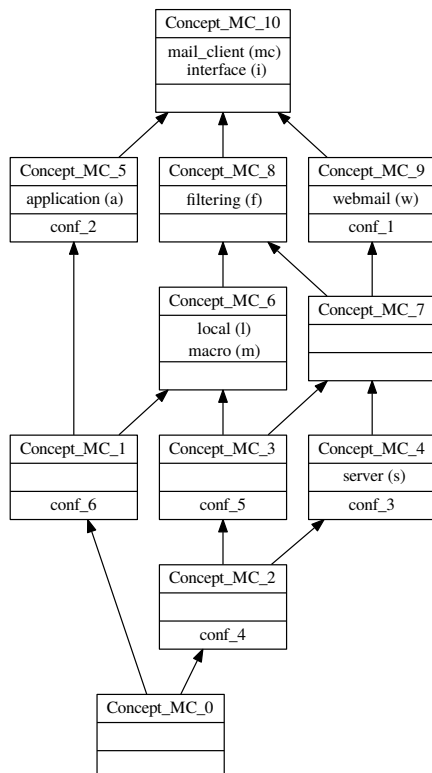 Concept_MC_10
mail_client (mc)
interface (i)
Concept_MC_5
application (a)
conf_2
Concept_MC_8
filtering (f)
Concept_MC_9
webmail (w)
conf_1
Concept_MC_6
local (l)
macro (m)
Concept_MC_7
Concept_MC_1
conf_6
Concept_MC_3
conf_5
Concept_MC_4
server (s)
conf_3
Concept_MC_2
conf_4
Concept_MC_0